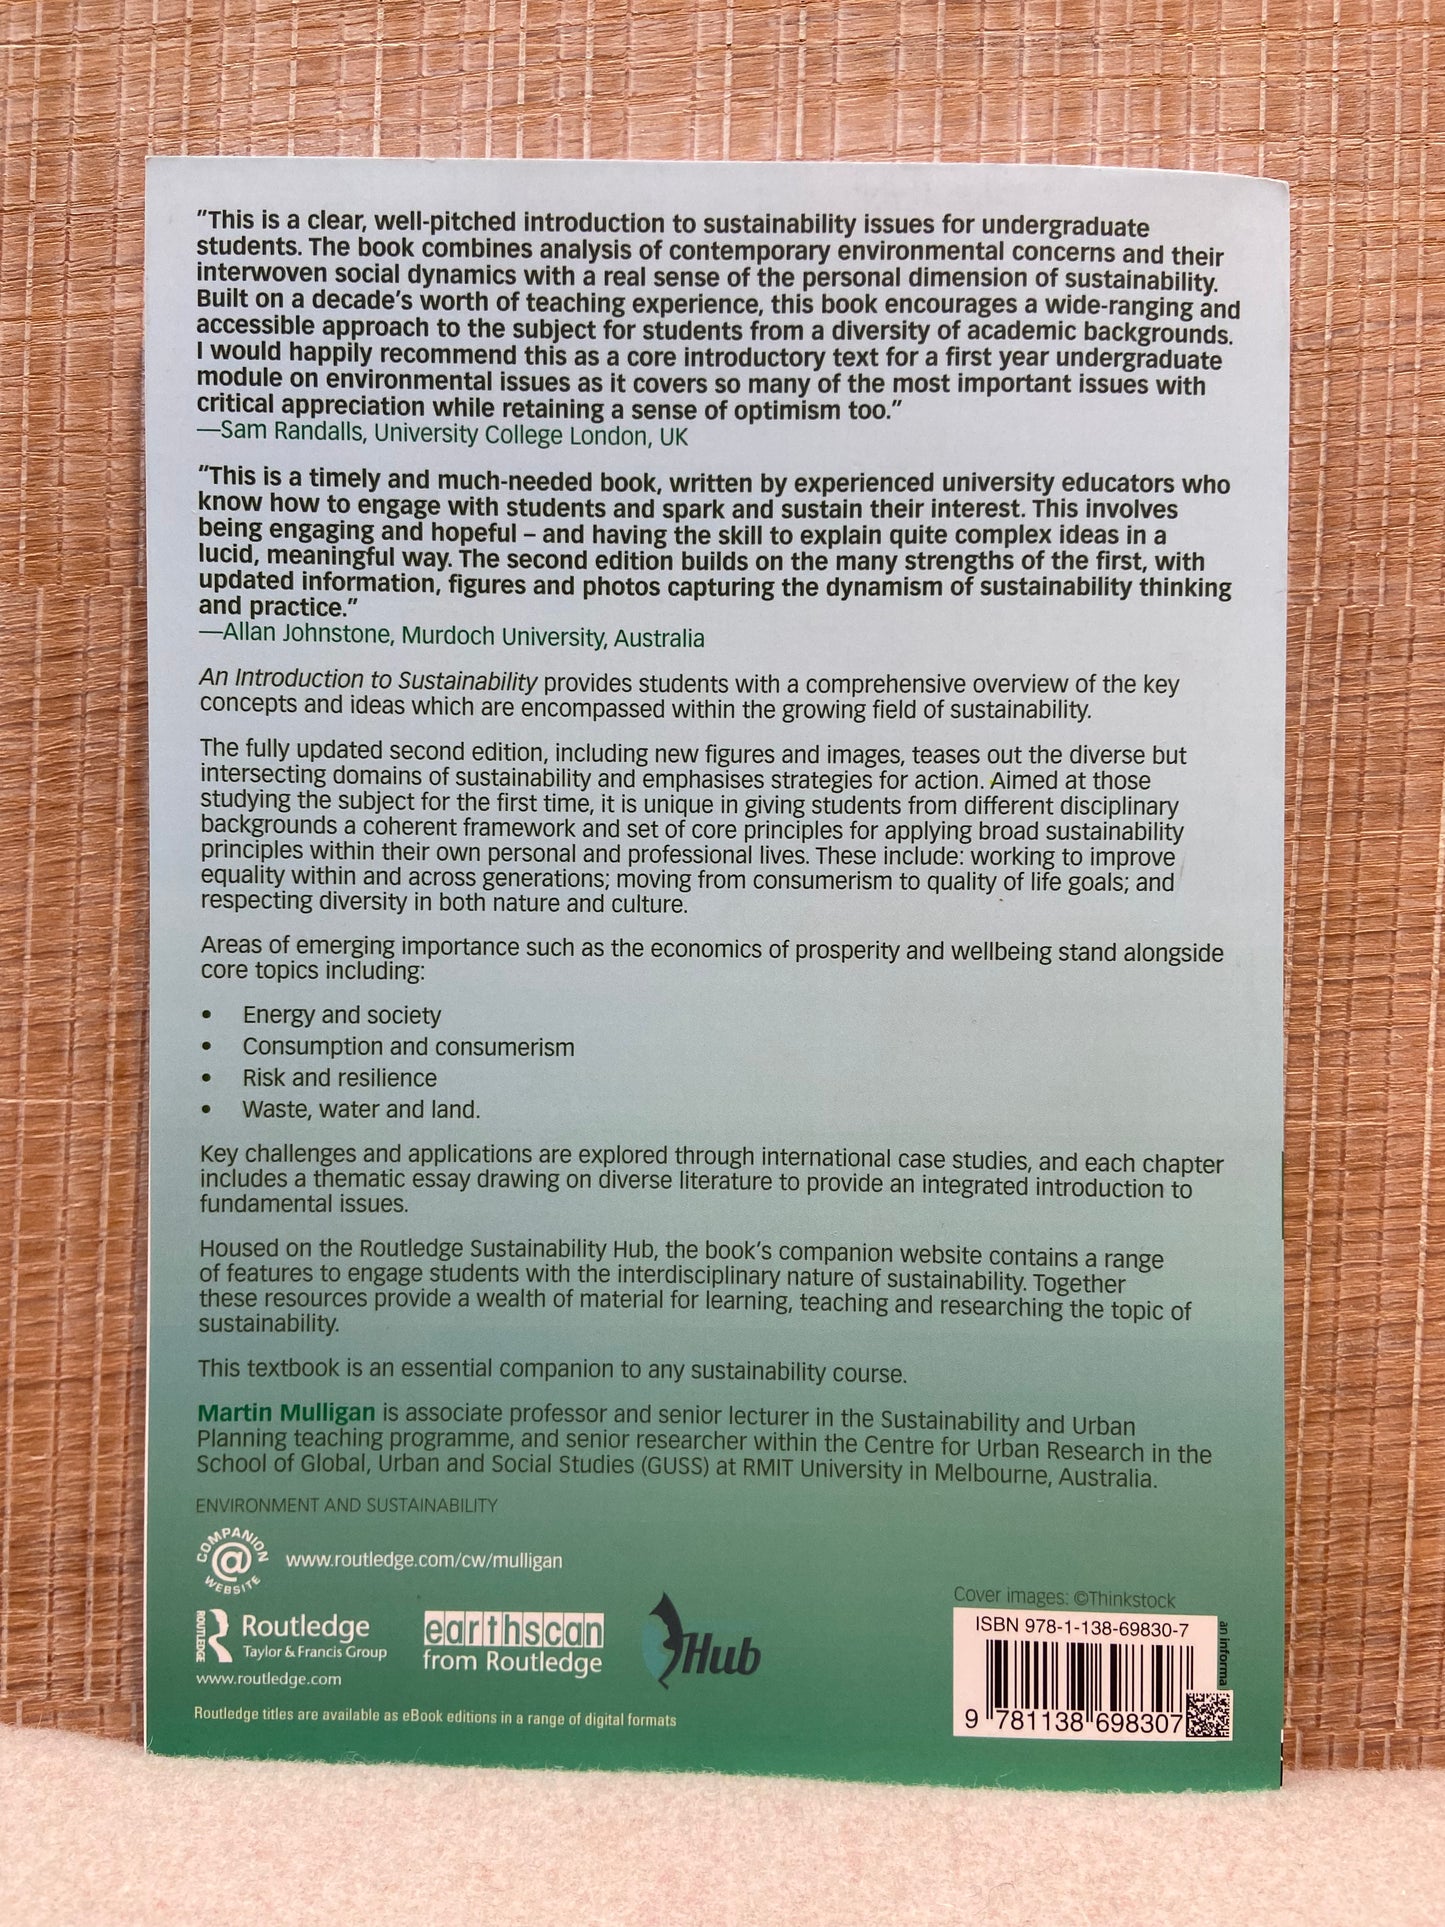 "This is a clear, well-pitched introduction to sustainability issues for undergraduate
students. The book combines analysis of contemporary environmental concerns and their
interwoven social dynamics with a real sense of the personal dimension of sustainability.
Built on a decade's worth of teaching experience, this book encourages a wide-ranging and
accessible approach to the subject for students from a diversity of academic backgrounds.
I would happily recommend this as a core introductory text for a first year undergraduate
module on environmental issues as it covers so many of the most important issues with
critical appreciation while retaining a sense of optimism too."
—Sam Randalls, University College London, UK
"This is a timely and much-needed book, written by experienced university educators who
know how to engage with students and spark and sustain their interest. This involves
being engaging and hopeful – and having the skill to explain quite complex ideas in a
lucid, meaningful way. The second edition builds on the many strengths of the first, with
updated information, figures and photos capturing the dynamism of sustainability thinking
and practice."
—Allan Johnstone, Murdoch University, Australia
An Introduction to Sustainability provides students with a comprehensive overview of the key
concepts and ideas which are encompassed within the growing field of sustainability.
The fully updated second edition, including new figures and images, teases out the diverse but
intersecting domains of sustainability and emphasises strategies for action. Aimed at those
studying the subject for the first time, it is unique in giving students from different disciplinary
backgrounds a coherent framework and set of core principles for applying broad sustainability
principles within their own personal and professional lives. These include: working to improve
equality within and across generations; moving from consumerism to quality of life goals; and
respecting diversity in both nature and culture.
Areas of emerging importance such as the economics of prosperity and wellbeing stand alongside
core topics including:
• Energy and society
• Consumption and consumerism
• Risk and resilience
• Waste, water and land.
Key challenges and applications are explored through international case studies, and each chapter
includes a thematic essay drawing on diverse literature to provide an integrated introduction to
fundamental issues.
Housed on the Routledge Sustainability Hub, the book's companion website contains a range
of features to engage students with the interdisciplinary nature of sustainability. Together
these resources provide a wealth of material for learning, teaching and researching the topic of
sustainability.
This textbook is an essential companion to any sustainability course.
Martin Mulligan is associate professor and senior lecturer in the Sustainability and Urban
Planning teaching programme, and senior researcher within the Centre for Urban Research in the
School of Global, Urban and Social Studies (GUSS) at RMIT University in Melbourne, Australia.
ENVIRONMENT AND SUSTAINABILITY
COMPANION @ WEBSITE
www.routledge.com/cw/mulligan
ROUTLEDGE
Routledge
Taylor & Francis Group
www.routledge.com
earthscan
from Routledge
SHub
Routledge titles are available as eBook editions in a range of digital formats
Cover images: ©Thinkstock
ISBN 978-1-138-69830-7
9 781138 698307
an informa